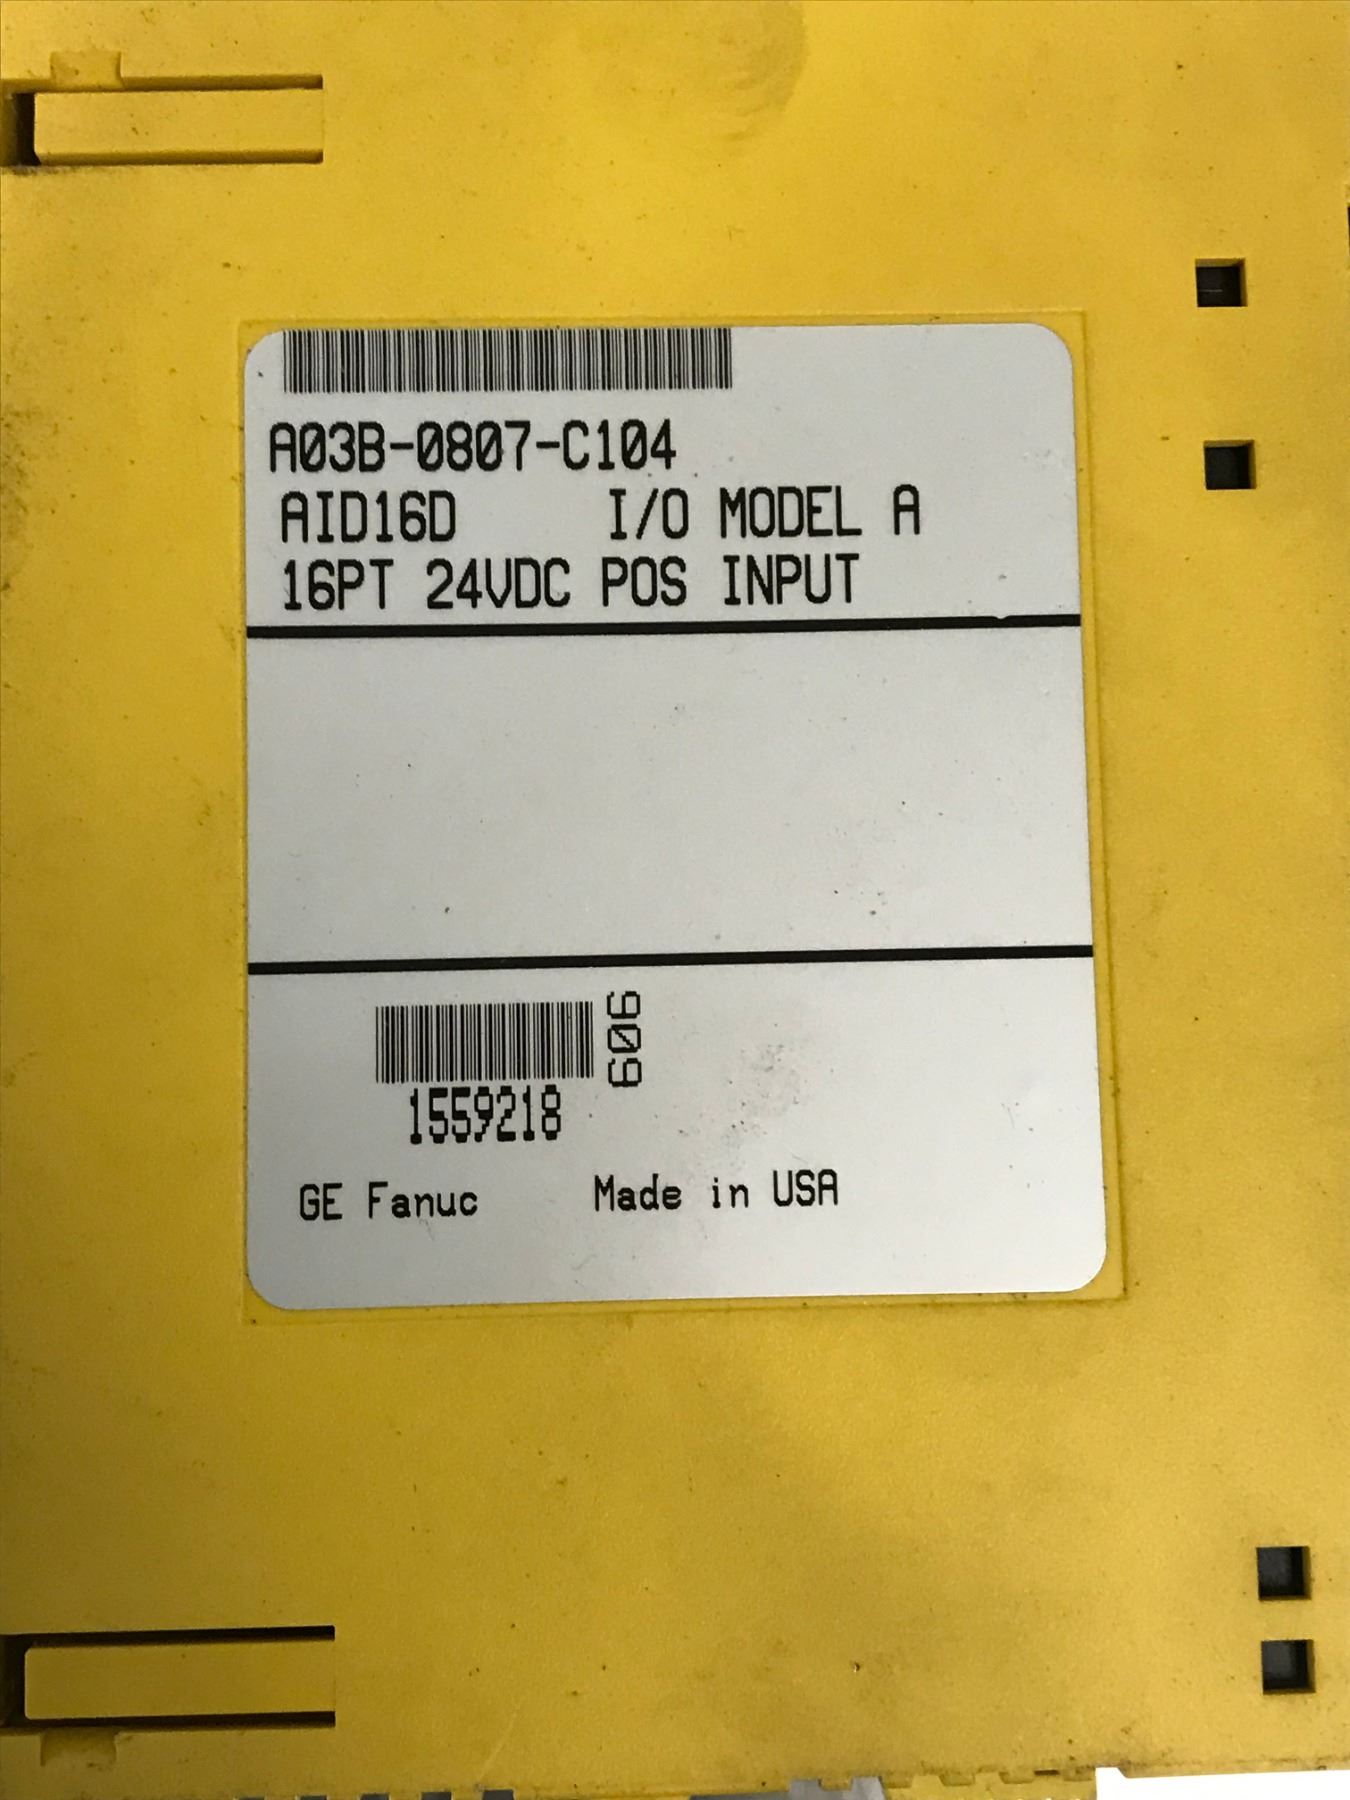 A03B-0807-C104
AID16D I/O MODEL A
16PT 24VDC POS INPUT
606
1559218
GE Fanuc Made in USA